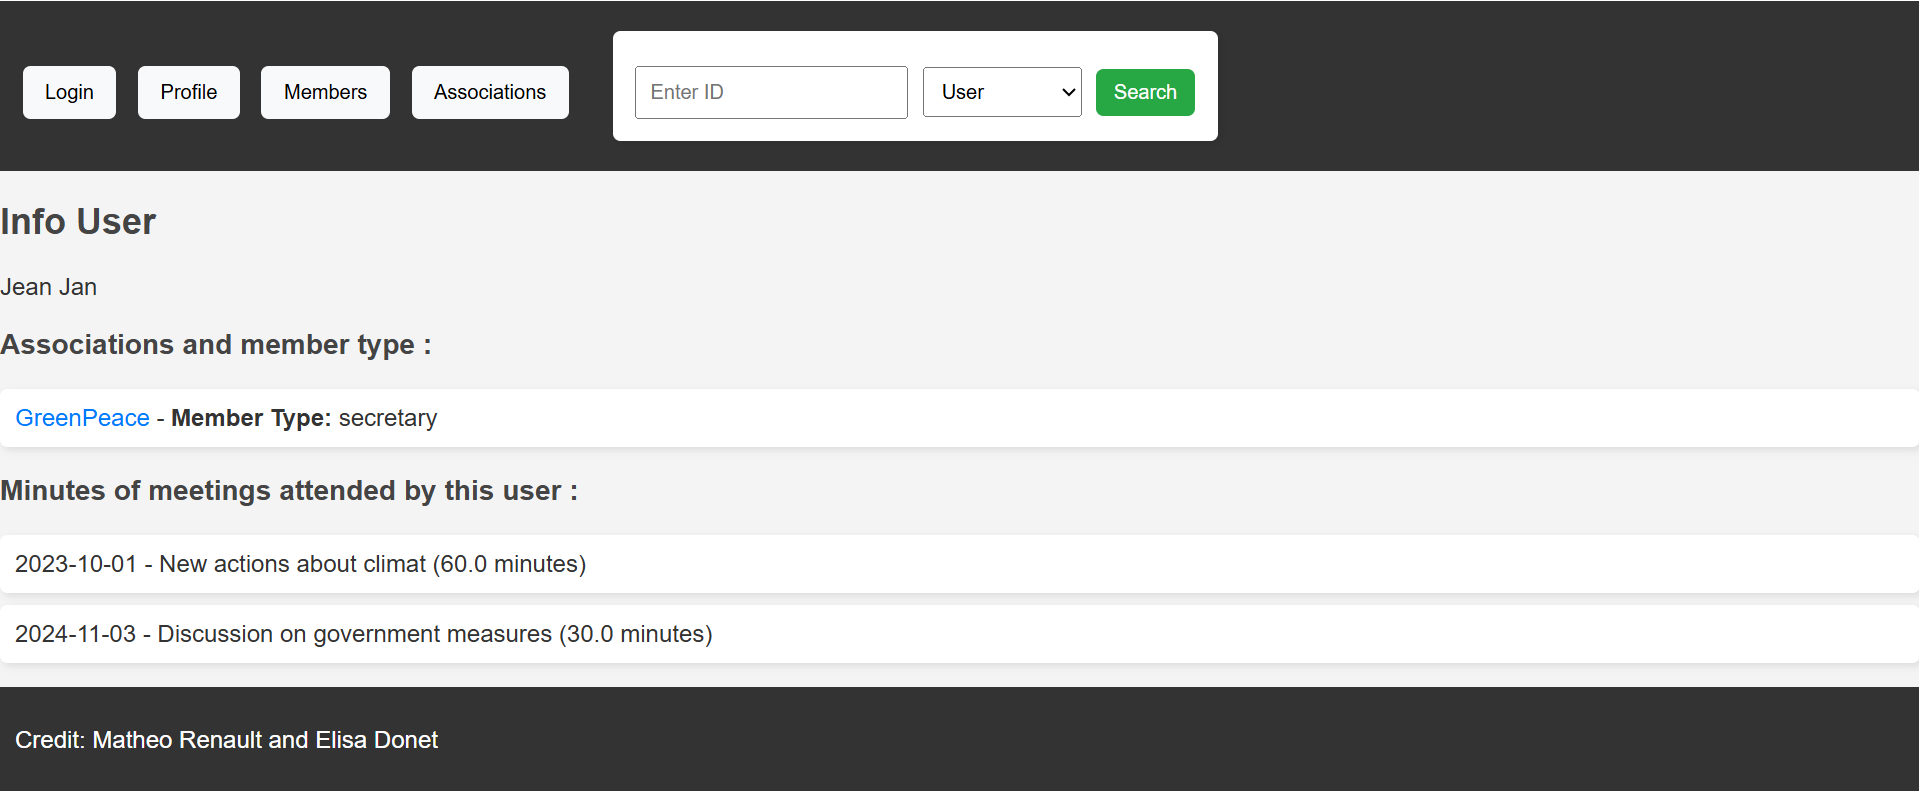 Login Profile Members Associations Enter ID User Search
Info User
Jean Jan
Associations and member type :
GreenPeace - Member Type: secretary
Minutes of meetings attended by this user :
2023-10-01 - New actions about climat (60.0 minutes)
2024-11-03 - Discussion on government measures (30.0 minutes)
Credit: Matheo Renault and Elisa Donet